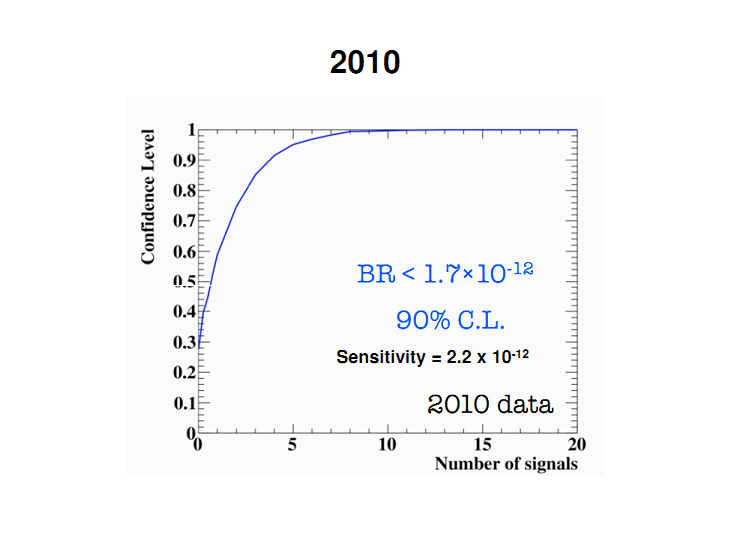 2010
Confidence Level
1
0.9
0.8
0.7
0.6
0.5
0.4
0.3
0.2
0.1
0
BR < 1.7×10⁻¹²
90% C.L.
Sensitivity = 2.2 x 10⁻¹²
2010 data
0 5 10 15 20
Number of signals